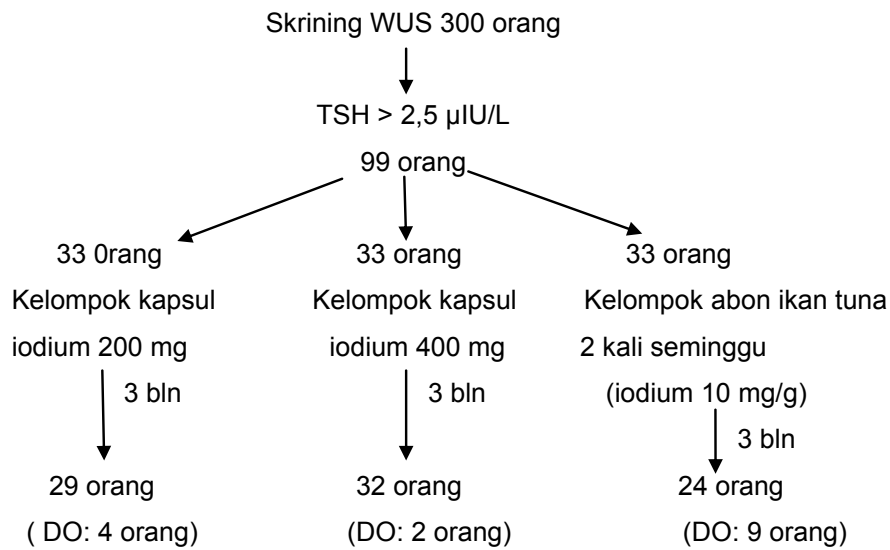 Skrining WUS 300 orang
TSH > 2,5 µIU/L
99 orang
33 0rang
Kelompok kapsul
iodium 200 mg
3 bln
29 orang
( DO: 4 orang)
33 orang
Kelompok kapsul
iodium 400 mg
3 bln
32 orang
(DO: 2 orang)
33 orang
Kelompok abon ikan tuna
2 kali seminggu
(iodium 10 mg/g)
3 bln
24 orang
(DO: 9 orang)